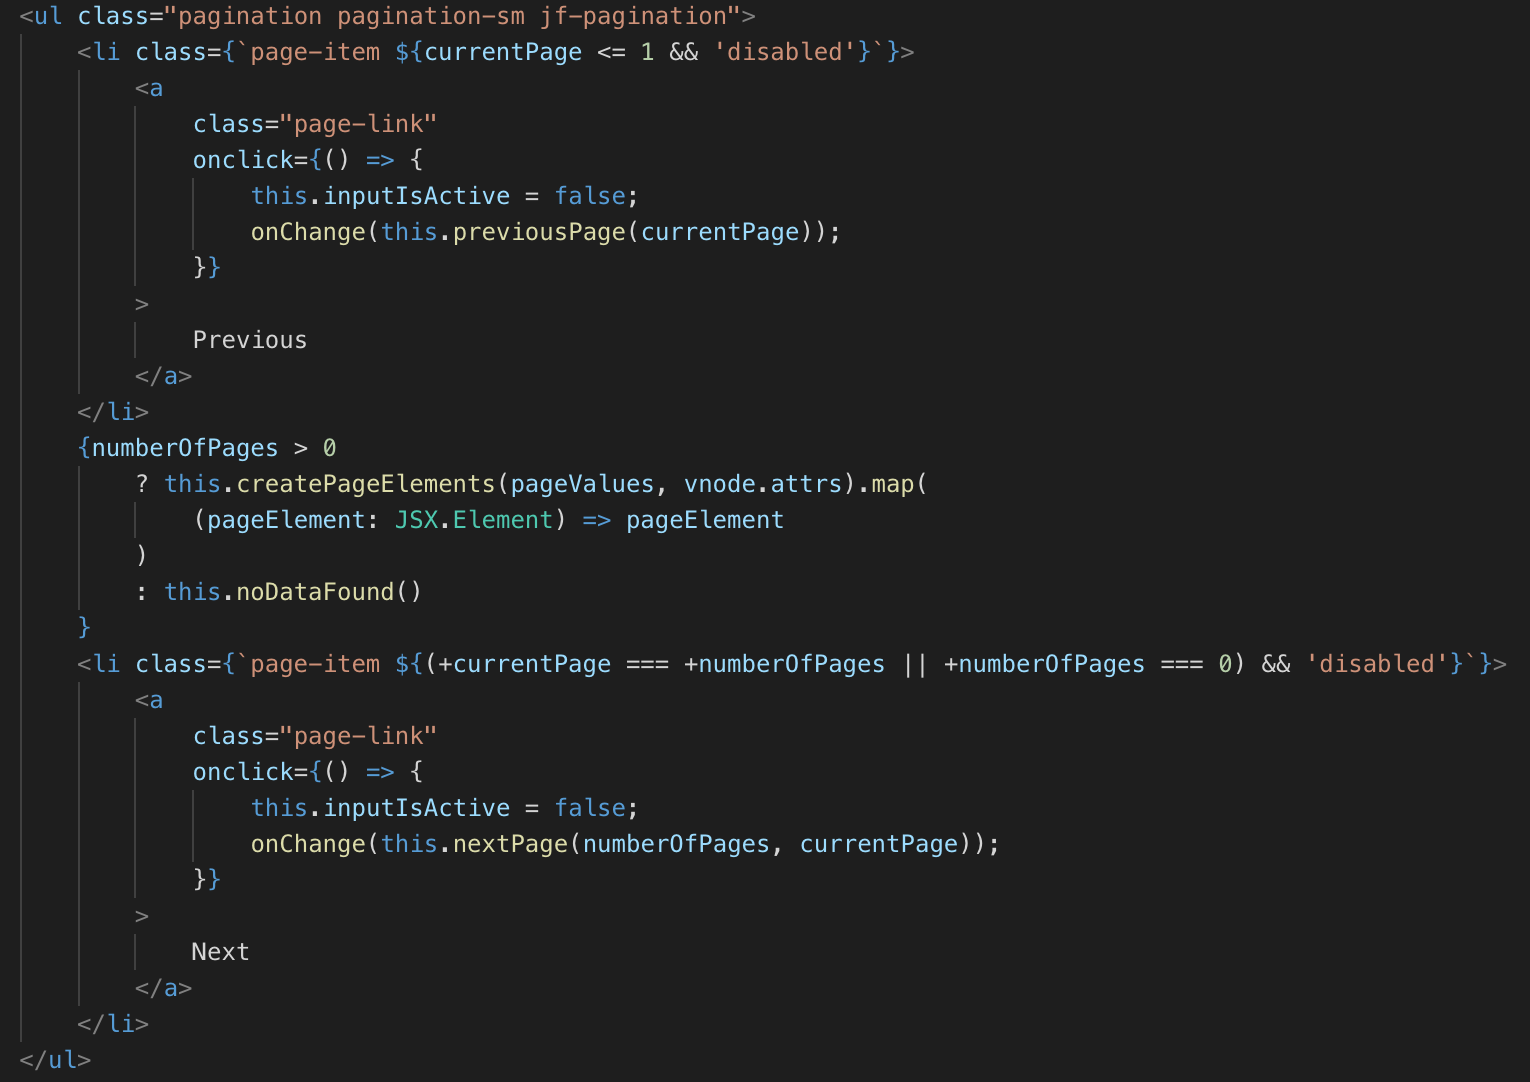 <ul class="pagination pagination-sm jf-pagination">
    <li class={`page-item ${currentPage <= 1 && 'disabled'}`}>
        <a
            class="page-link"
            onclick={() => {
                this.inputIsActive = false;
                onChange(this.previousPage(currentPage));
            }}
        >
            Previous
        </a>
    </li>
    {numberOfPages > 0
        ? this.createPageElements(pageValues, vnode.attrs).map(
            (pageElement: JSX.Element) => pageElement
        )
        : this.noDataFound()
    }
    <li class={`page-item ${(+currentPage === +numberOfPages || +numberOfPages === 0) && 'disabled'}`}>
        <a
            class="page-link"
            onclick={() => {
                this.inputIsActive = false;
                onChange(this.nextPage(numberOfPages, currentPage));
            }}
        >
            Next
        </a>
    </li>
</ul>